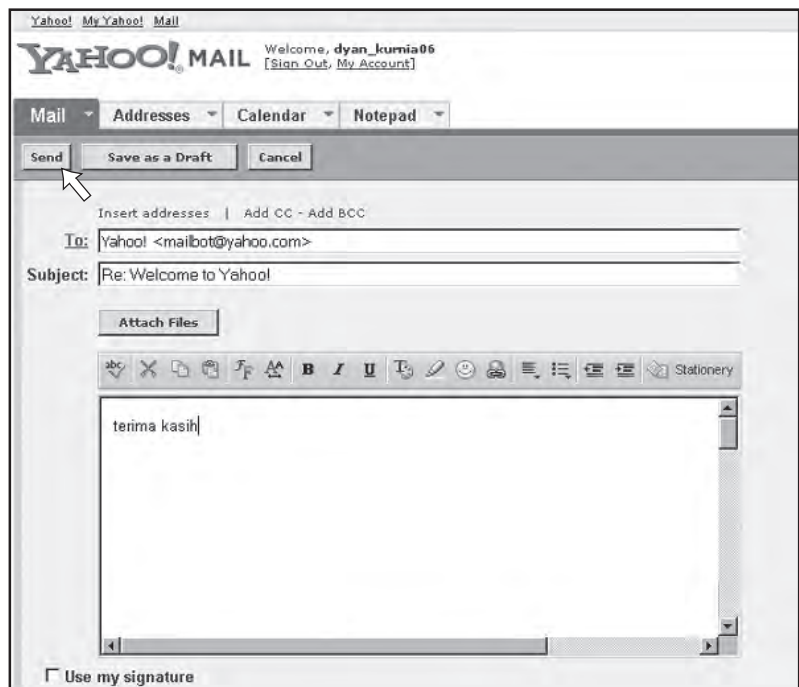 Yahoo! My Yahoo! Mail
YAHOO! MAIL Welcome, dyan_kurnia06
[Sign Out, My Account]
Mail Addresses Calendar Notepad
Send Save as a Draft Cancel
Insert addresses | Add CC - Add BCC
To: Yahoo! <mailbot@yahoo.com>
Subject: Re: Welcome to Yahoo!
Attach Files
abc B I U Stationery
terima kasih
Use my signature